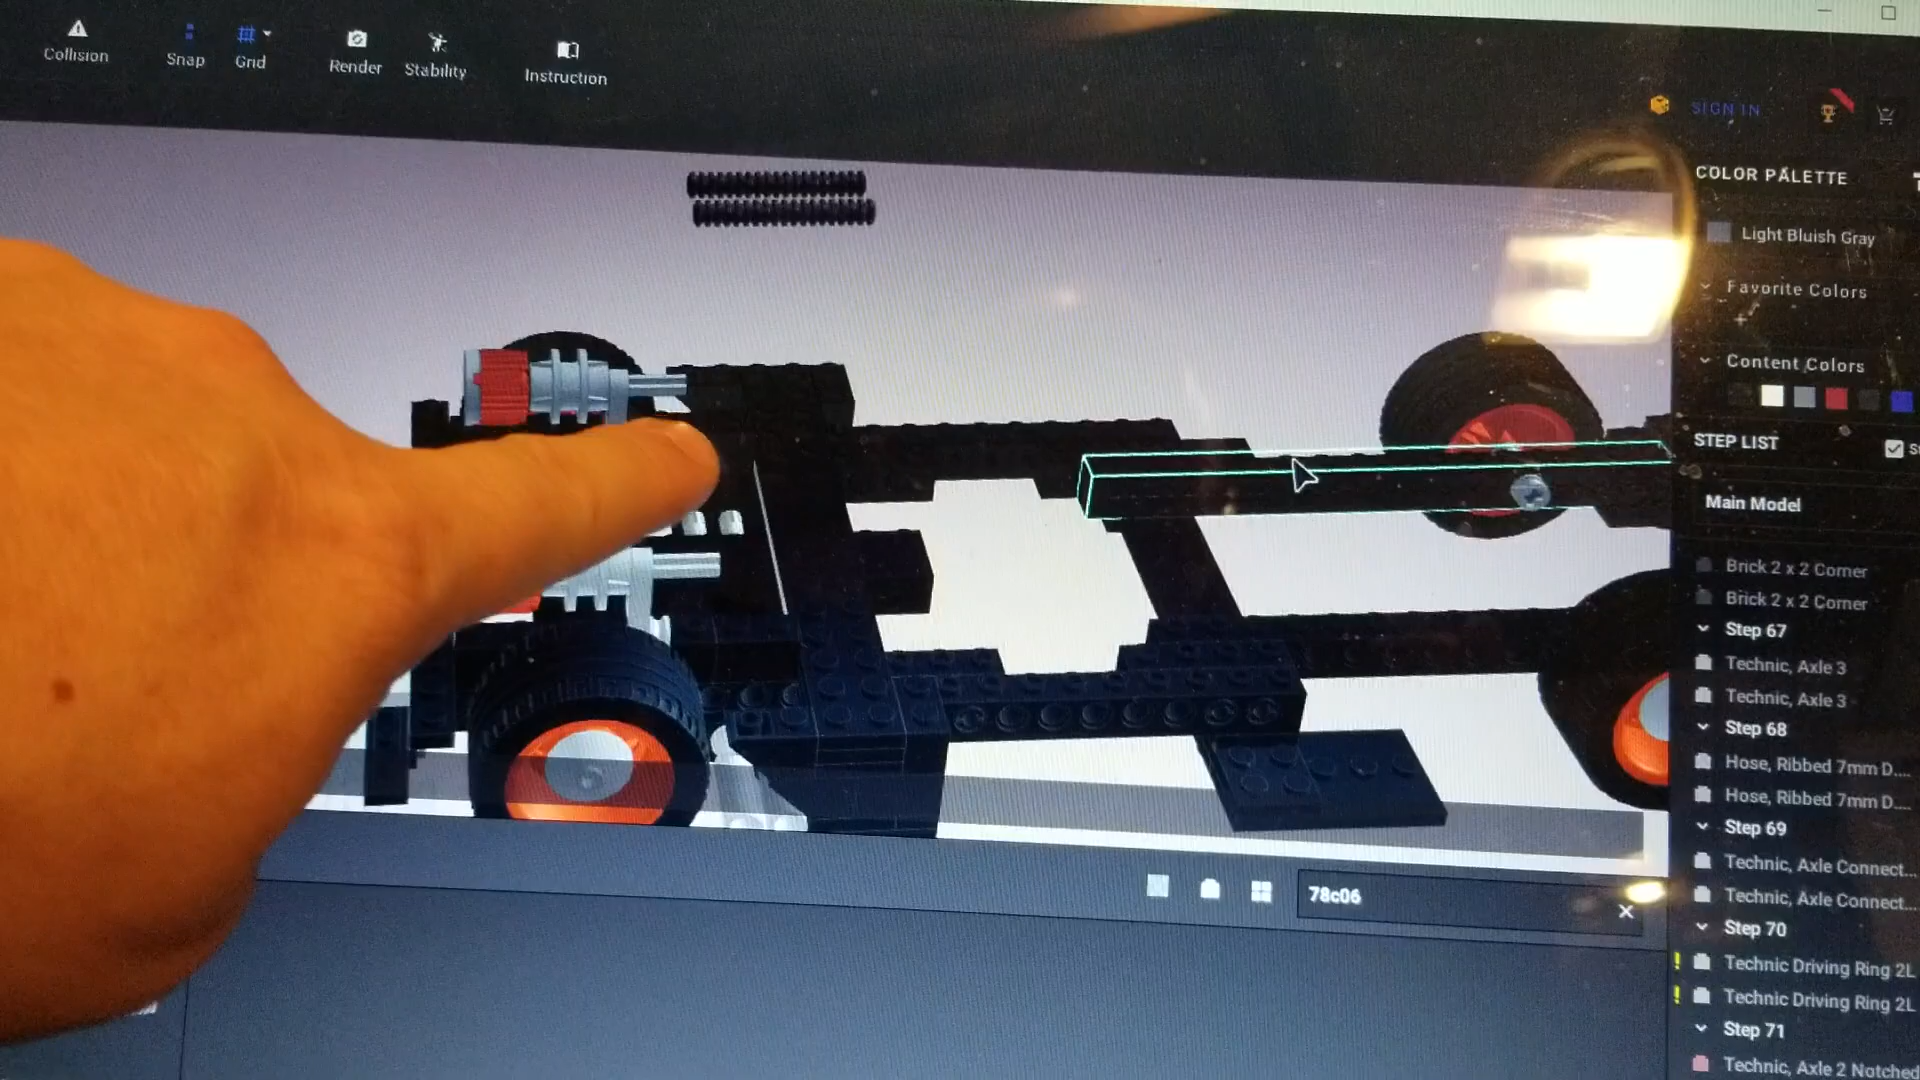 Collision
Snap
Grid
Render
Stability
Instruction
SIGN IN
COLOR PALETTE
Light Bluish Gray
Favorite Colors
+
Content Colors
STEP LIST
Main Model
Brick 2 x 2 Corner
Brick 2 x 2 Corner
Step 67
Technic, Axle 3
Technic, Axle 3
Step 68
Hose, Ribbed 7mm D....
Hose, Ribbed 7mm D....
Step 69
Technic, Axle Connect...
Technic, Axle Connect...
Step 70
! Technic Driving Ring 2L
! Technic Driving Ring 2L
Step 71
Technic, Axle 2 Notched
78c06